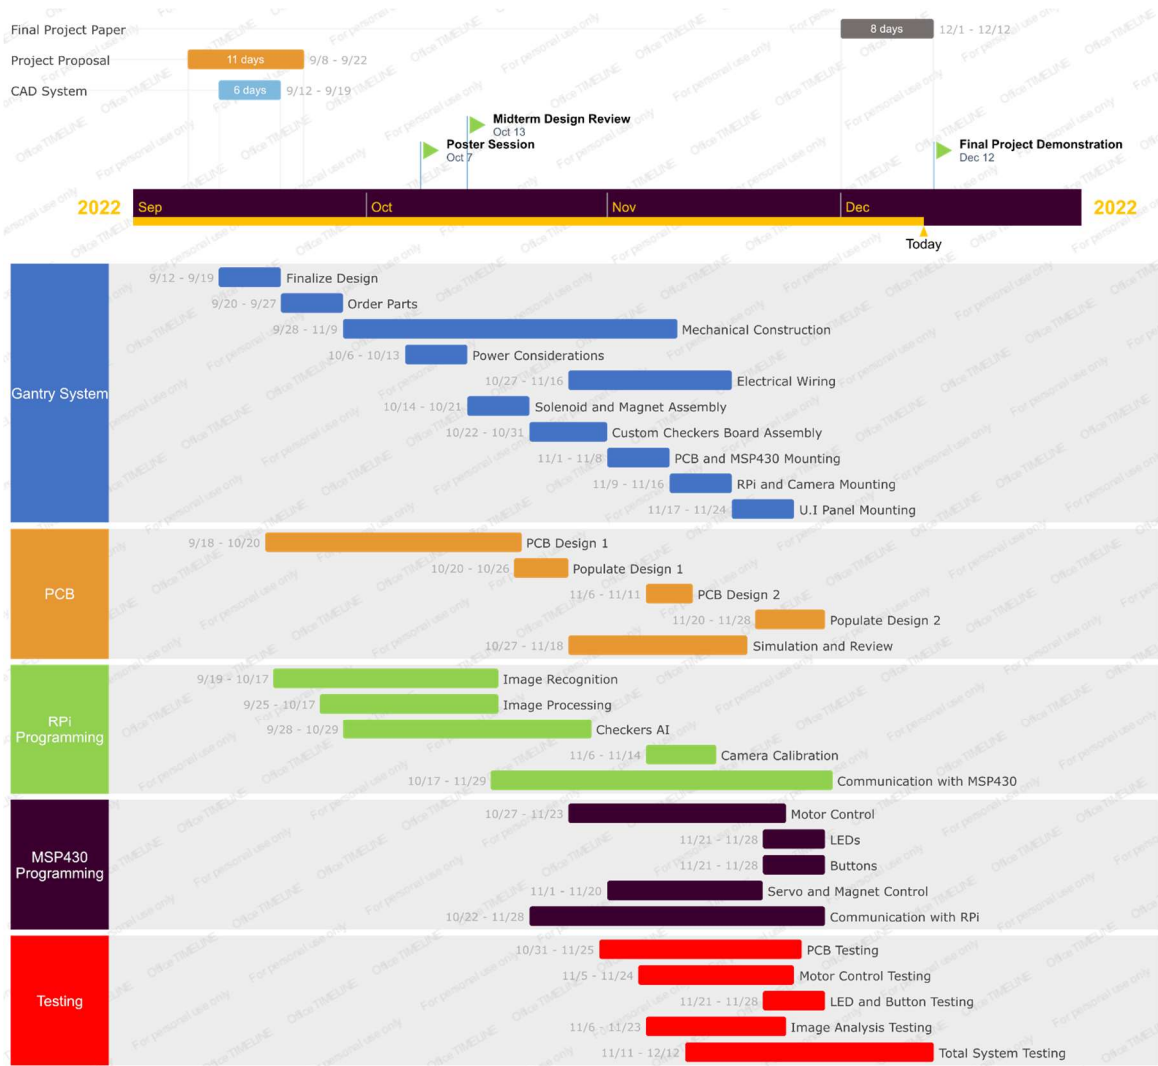 Final Project Paper 8 days 12/1 - 12/12
Project Proposal 11 days 9/8 - 9/22
CAD System 6 days 9/12 - 9/19
Midterm Design Review
Oct 13
Poster Session
Oct 7
Final Project Demonstration
Dec 12
2022 Sep Oct Nov Dec 2022
Today
Gantry System
9/12 - 9/19 Finalize Design
9/20 - 9/27 Order Parts
9/28 - 11/9 Mechanical Construction
10/6 - 10/13 Power Considerations
10/27 - 11/16 Electrical Wiring
10/14 - 10/21 Solenoid and Magnet Assembly
10/22 - 10/31 Custom Checkers Board Assembly
11/1 - 11/8 PCB and MSP430 Mounting
11/9 - 11/16 RPi and Camera Mounting
11/17 - 11/24 U.I Panel Mounting
PCB
9/18 - 10/20 PCB Design 1
10/20 - 10/26 Populate Design 1
11/6 - 11/11 PCB Design 2
11/20 - 11/28 Populate Design 2
10/27 - 11/18 Simulation and Review
RPi
Programming
9/19 - 10/17 Image Recognition
9/25 - 10/17 Image Processing
9/28 - 10/29 Checkers AI
11/6 - 11/14 Camera Calibration
10/17 - 11/29 Communication with MSP430
MSP430
Programming
10/27 - 11/23 Motor Control
11/21 - 11/28 LEDs
11/21 - 11/28 Buttons
11/1 - 11/20 Servo and Magnet Control
10/22 - 11/28 Communication with RPi
Testing
10/31 - 11/25 PCB Testing
11/5 - 11/24 Motor Control Testing
11/21 - 11/28 LED and Button Testing
11/6 - 11/23 Image Analysis Testing
11/11 - 12/12 Total System Testing
For personal use only
Office TIMELINE